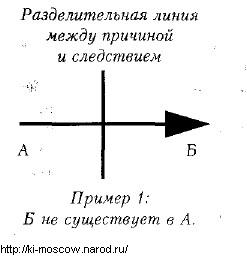 Разделительная линия
между причиной
и следствием
А
Б
Пример 1:
Б не существует в А.
http://ki-moscow.narod.ru/